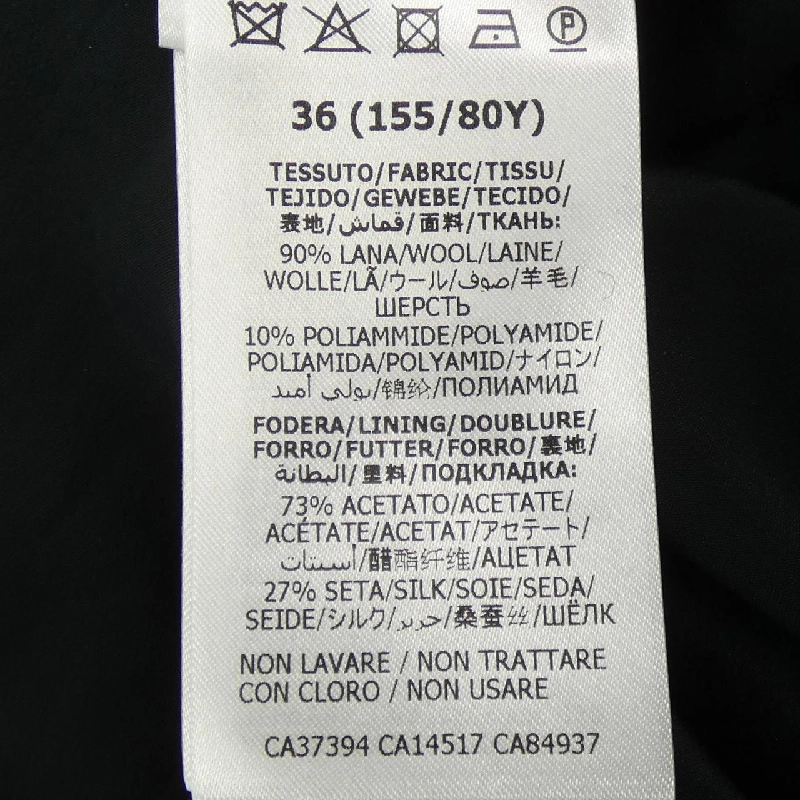 P
36 (155/80Y)
TESSUTO/FABRIC/TISSU/
TEJIDO/GEWEBE/TECIDO/
表地/قماش/面料/ТКАНЬ:
90% LANA/WOOL/LAINE/
WOLLE/LÃ/ウール/صوف/羊毛/
ШЕРСТЬ
10% POLIAMMIDE/POLYAMIDE/
POLIAMIDA/POLYAMID/ナイロン/
بولي أميد/锦纶/ПОЛИАМИД
FODERA/LINING/DOUBLURE/
FORRO/FUTTER/FORRO/裏地/
البطانة/里料/ПОДКЛАДКА:
73% ACETATO/ACETATE/
ACÉTATE/ACETAT/アセテート/
أستات/醋酯纤维/АЦЕТАТ
27% SETA/SILK/SOIE/SEDA/
SEIDE/シルク/حرير/桑蚕丝/ШЁЛК
NON LAVARE / NON TRATTARE
CON CLORO / NON USARE
CA37394 CA14517 CA84937